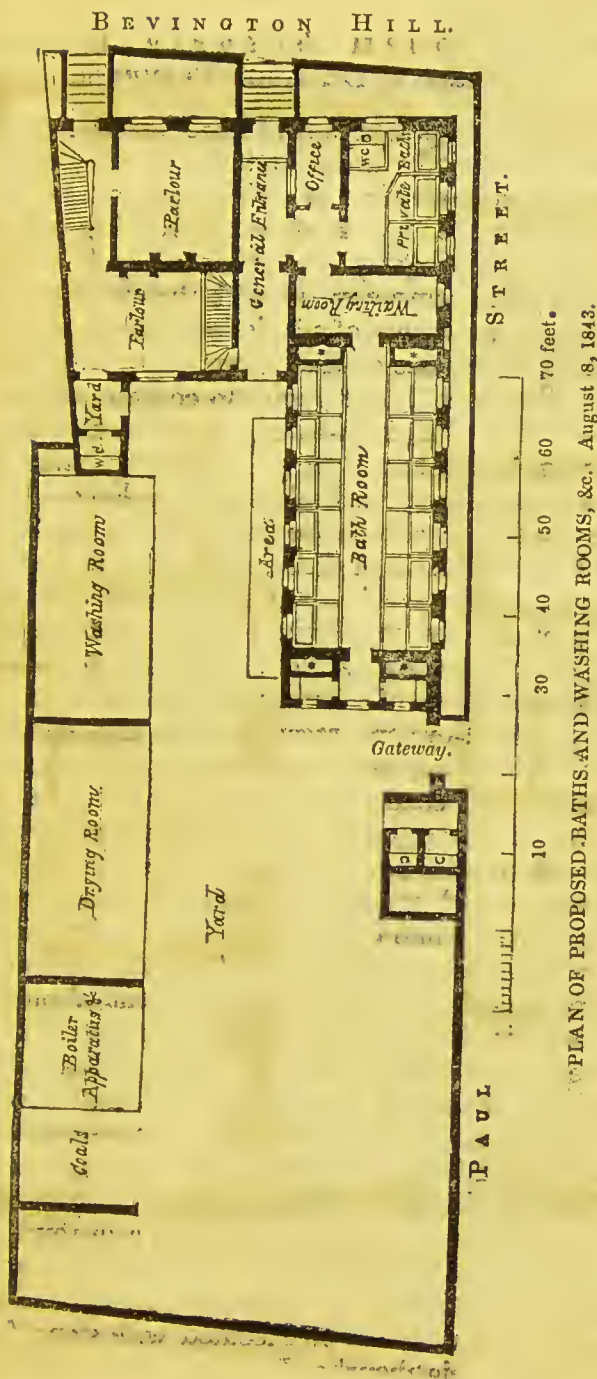 BEVINGTON HILL.
Parlour
General Entrance
Office
W C
Private Bath
Parlour
Waiting Room
Yard
w.c.
Washing Room
Area
Bath Room
*
*
*
*
STREET.
Drying Room
Gateway.
Yard
Boiler Apparatus &c
Coals
PAUL
10 30 40 50 60 70 feet.
PLAN OF PROPOSED BATHS AND WASHING ROOMS, &c. August 8, 1843.